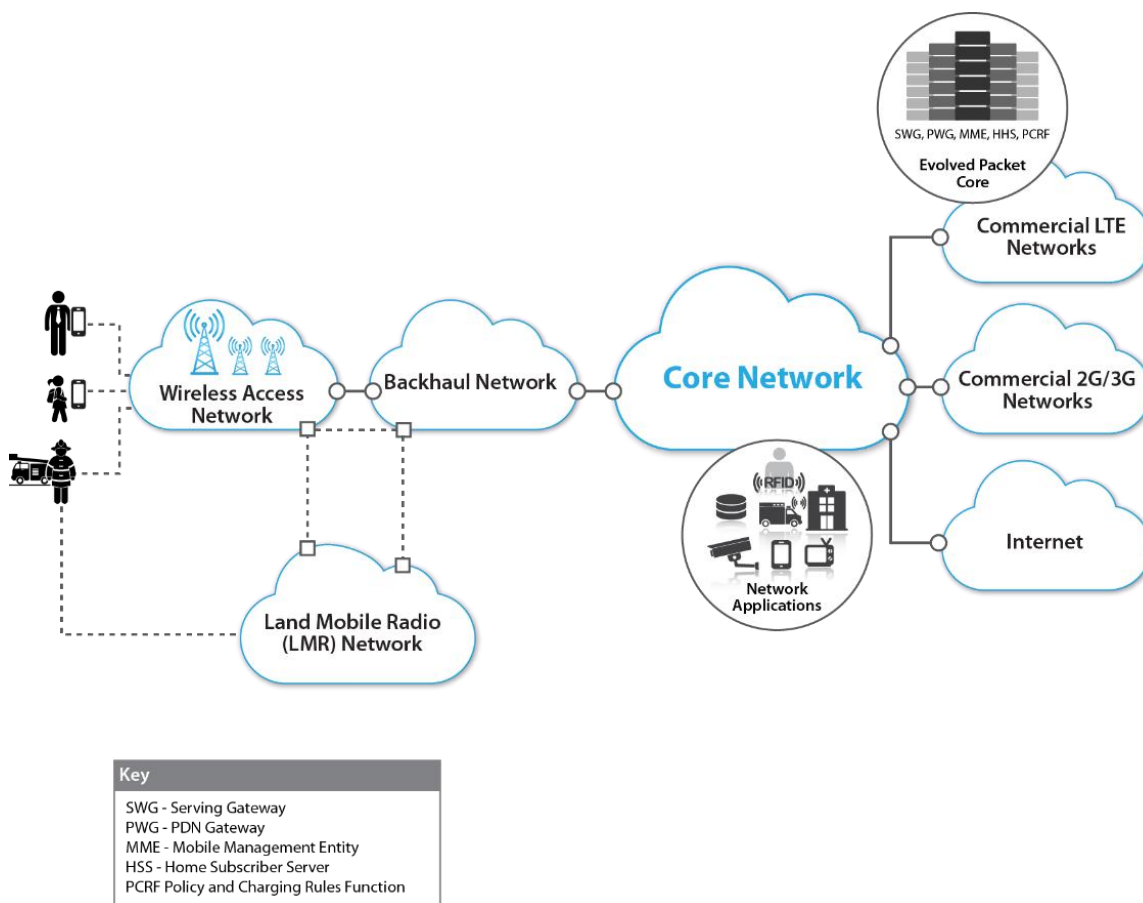 SWG, PWG, MME, HHS, PCRF
Evolved Packet
Core
Commercial LTE
Networks
Wireless Access
Network
Backhaul Network
Core Network
Commercial 2G/3G
Networks
RFID
Network
Applications
Internet
Land Mobile Radio
(LMR) Network
Key
SWG - Serving Gateway
PWG - PDN Gateway
MME - Mobile Management Entity
HSS - Home Subscriber Server
PCRF Policy and Charging Rules Function